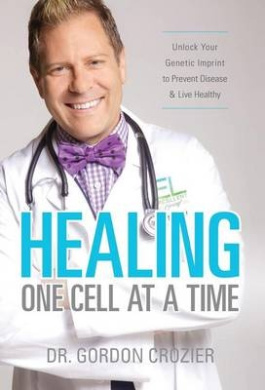 Unlock Your
Genetic Imprint
to Prevent Disease
& Live Healthy
HEALING
ONE CELL AT A TIME
DR. GORDON CROZIER